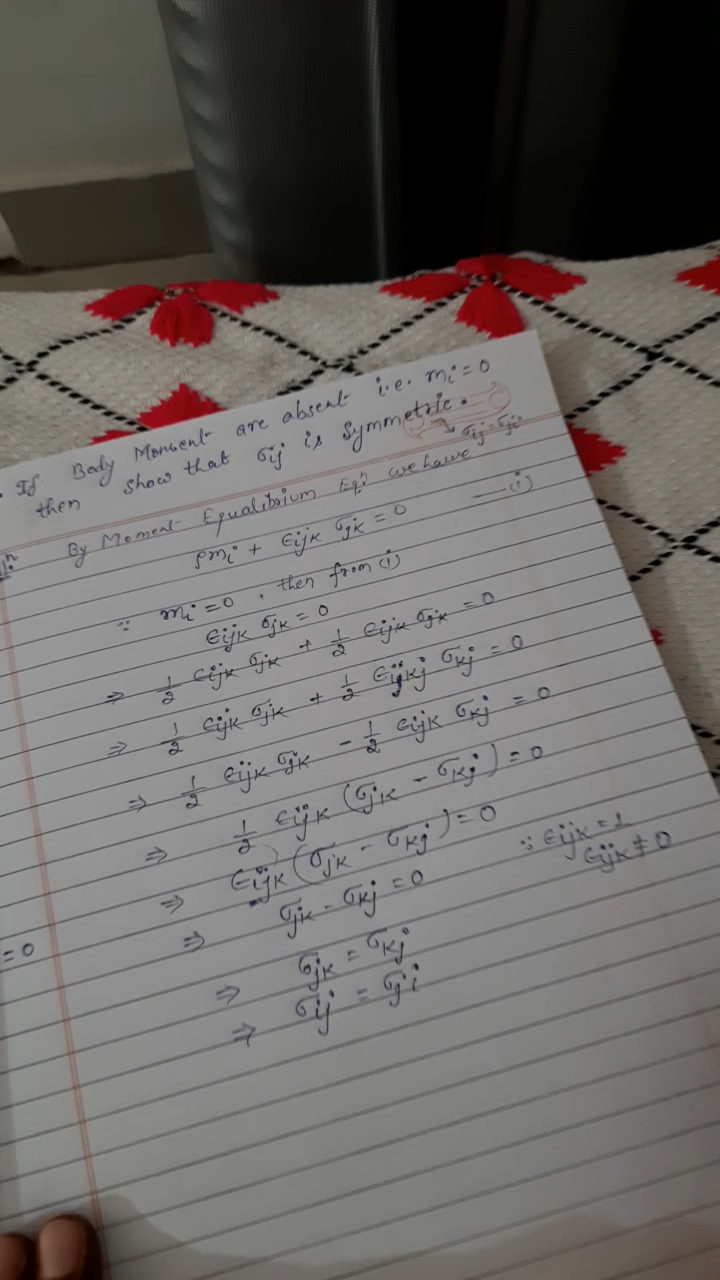 . If Body Moment are absent i.e. mi = 0
then show that σij is Symmetric.
σij = σji
By Moment Equalibrium Eqn we have
ρmi + ϵijk σjk = 0 —(i)
∵ mi = 0, then from (i)
ϵijk σjk = 0
⇒ 1/2 ϵijk σjk + 1/2 ϵijk σjk = 0
⇒ 1/2 ϵijk σjk + 1/2 ϵikj σkj = 0
⇒ 1/2 ϵijk σjk - 1/2 ϵijk σkj = 0
⇒ 1/2 ϵijk (σjk - σkj) = 0
⇒ ϵijk (σjk - σkj) = 0 ∵ ϵijk = 1
ϵijk ≠ 0
⇒ σjk - σkj = 0
= 0
⇒ σjk = σkj
⇒ σij = σji